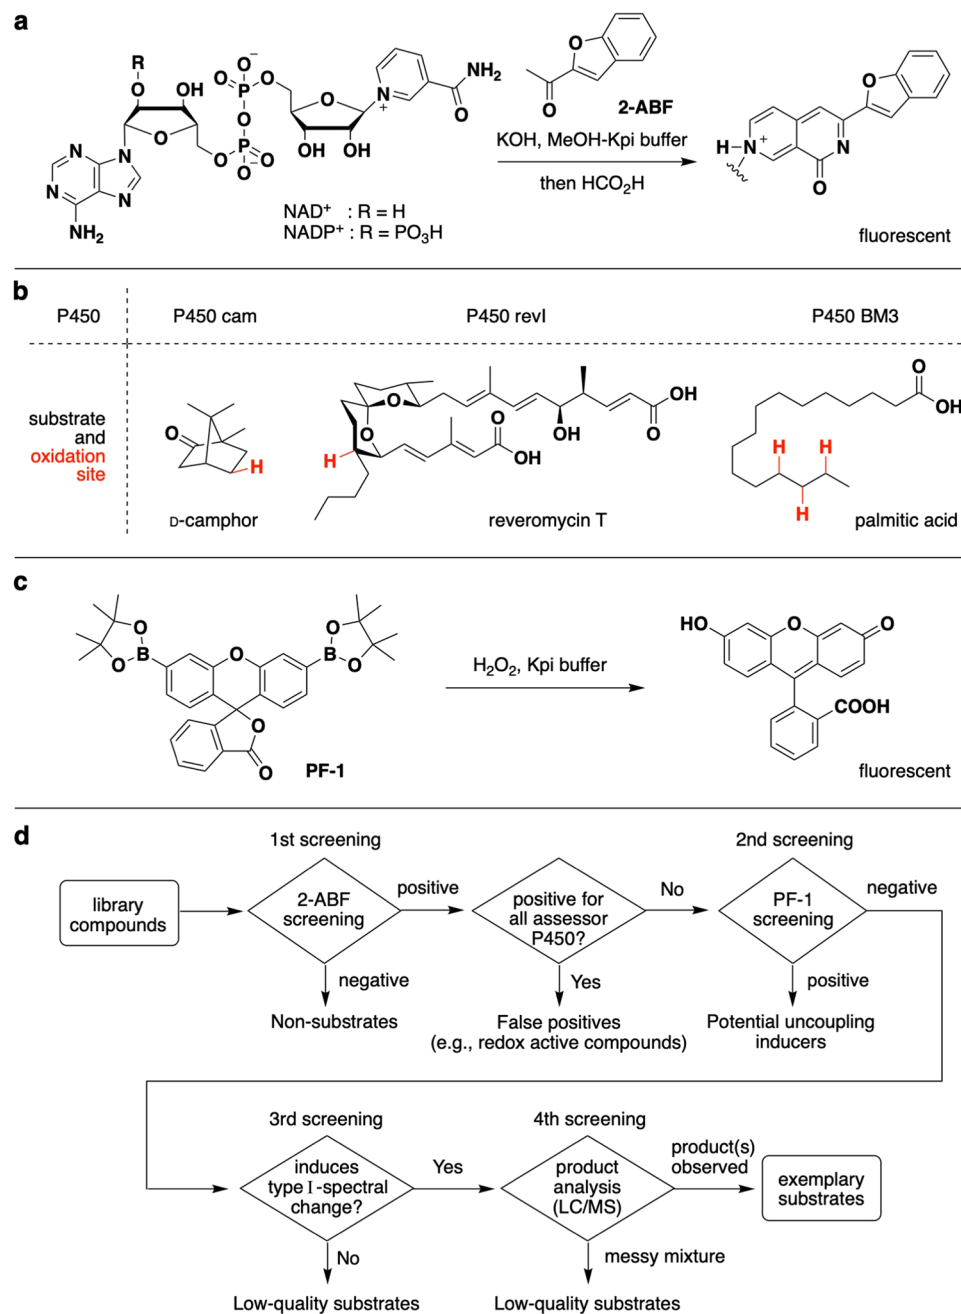 a
R
O
OH
O
O
N
N
N
N
NH₂
O⁻
O
P
O
O
P
O
O⁻
O
O
OH
OH
N
+
NH₂
O
O
O
2-ABF
KOH, MeOH-Kpi buffer
then HCO₂H
NAD⁺ : R = H
NADP⁺ : R = PO₃H
O
H
N
+
N
O
fluorescent
b
P450
P450 cam
P450 revI
P450 BM3
substrate
and
oxidation
site
O
H
D-camphor
O
O
H
OH
O
OH
O
OH
reveromycin T
O
OH
H
H
H
palmitic acid
c
O
B
O
O
O
B
O
O
O
PF-1
H₂O₂, Kpi buffer
HO
O
O
COOH
fluorescent
d
1st screening
2nd screening
library
compounds
2-ABF
screening
positive
positive for
all assessor
P450?
No
PF-1
screening
negative
negative
Yes
positive
Non-substrates
False positives
(e.g., redox active compounds)
Potential uncoupling
inducers
3rd screening
4th screening
induces
type I-spectral
change?
Yes
product
analysis
(LC/MS)
product(s)
observed
exemplary
substrates
No
messy mixture
Low-quality substrates
Low-quality substrates